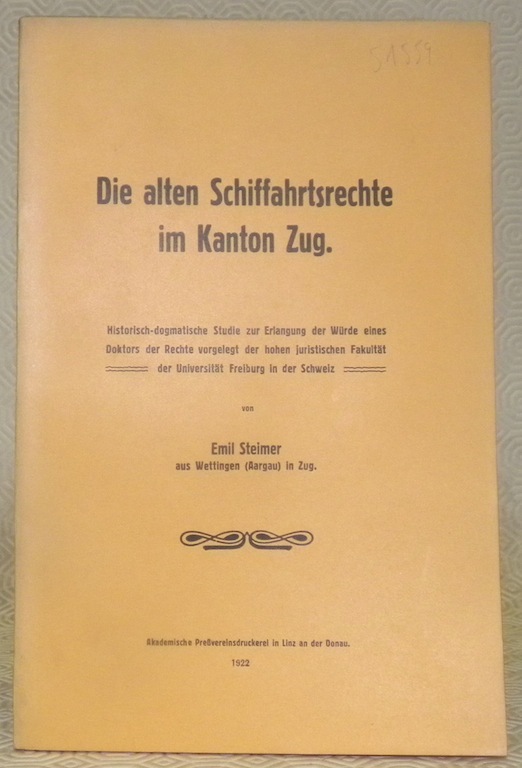 51559
Die alten Schiffahrtsrechte
im Kanton Zug.
Historisch-dogmatische Studie zur Erlangung der Würde eines
Doktors der Rechte vorgelegt der hohen juristischen Fakultät
der Universität Freiburg in der Schweiz
von
Emil Steimer
aus Wettingen (Aargau) in Zug.
Akademische Preßvereinsdruckerei in Linz an der Donau.
1922